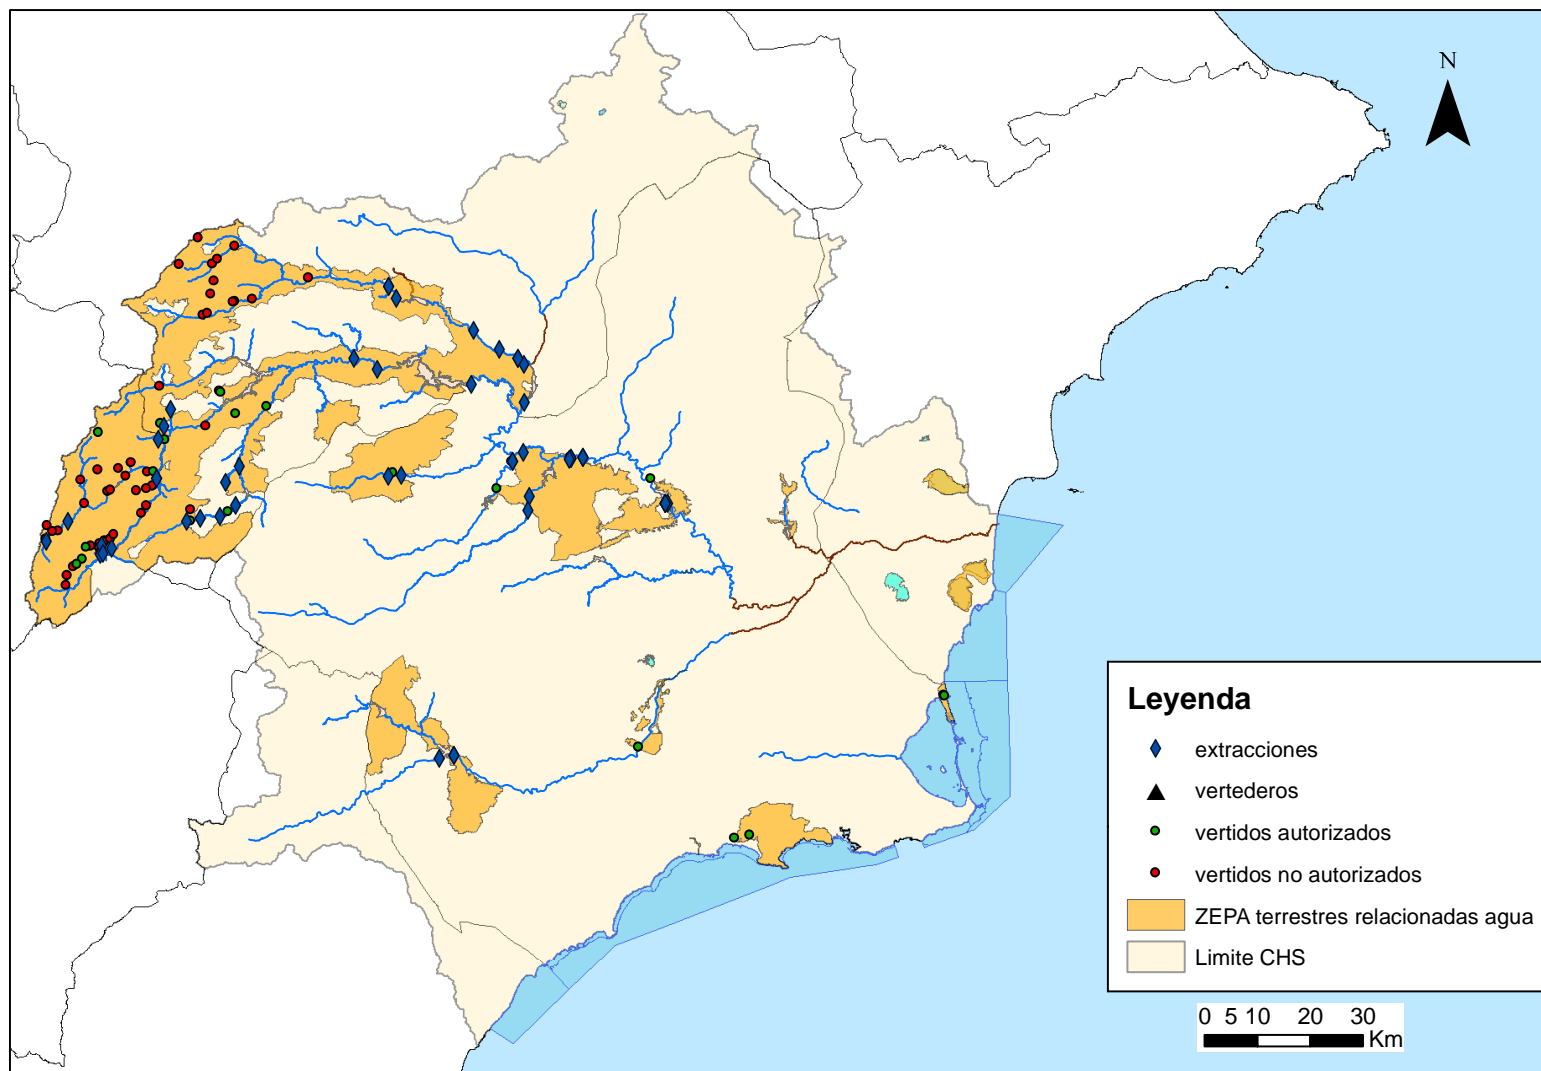 N
Leyenda
extracciones
vertederos
vertidos autorizados
vertidos no autorizados
ZEPA terrestres relacionadas agua
Limite CHS
0 5 10 20 30
Km